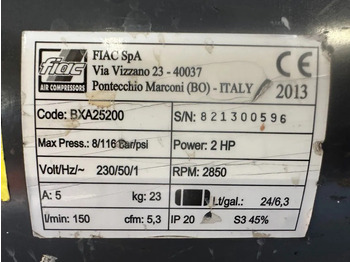 fiac
AIR COMPRESSORS
FIAC SpA
Via Vizzano 23 - 40037
Pontecchio Marconi (BO) - ITALY
CE
2013
Code: BXA25200
S/N: 821300596
Max Press.: 8/116 Bar/psi
Power: 2 HP
Volt/Hz/~ 230/50/1
RPM: 2850
A: 5 kg: 23
Lt/gal.: 24/6,3
l/min: 150 cfm: 5,3
IP 20 S3 45%